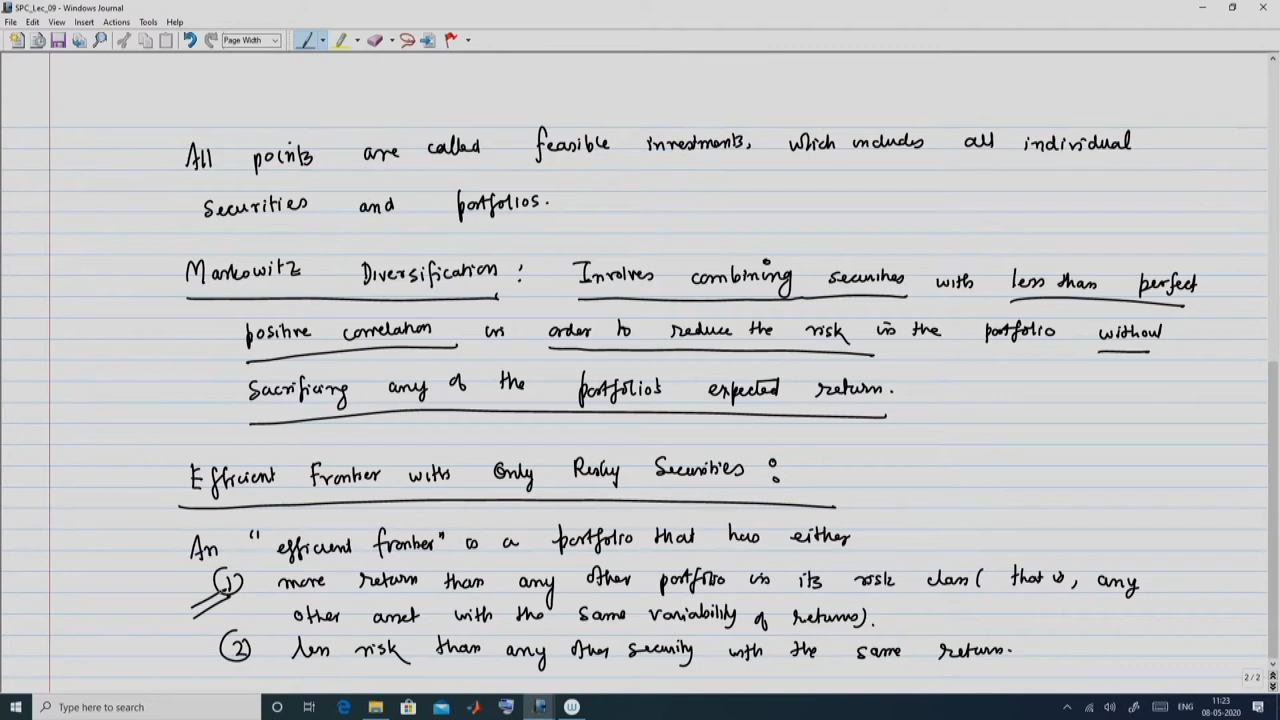 SPC_Lec_09 - Windows Journal
File Edit View Insert Actions Tools Help
Page Width
All points are called feasible investments, which includes all individual
securities and portfolios.
Markowitz Diversification : Involves combining securities with less than perfect
positive correlation in order to reduce the risk in the portfolio without
sacrificing any of the portfolio's expected return.
Efficient Frontier with Only Risky Securities :
An "efficient frontier" is a portfolio that has either
(1) more return than any other portfolio in its risk class ( that is, any
other asset with the same variability of returns).
(2) less risk than any other security with the same return.
2 / 2
Type here to search
ENG
11:23
08-05-2020